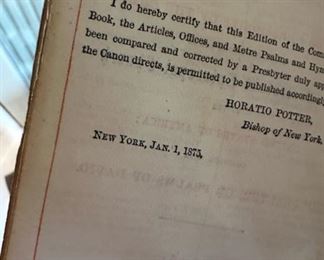 I do hereby certify that this Edition of the Com
Book, the Articles, Offices, and Metre Psalms and Hym
been compared and corrected by a Presbyter duly app
the Canon directs, is permitted to be published accordingl
HORATIO POTTER,
Bishop of New York.
NEW YORK, JAN. 1, 1875,